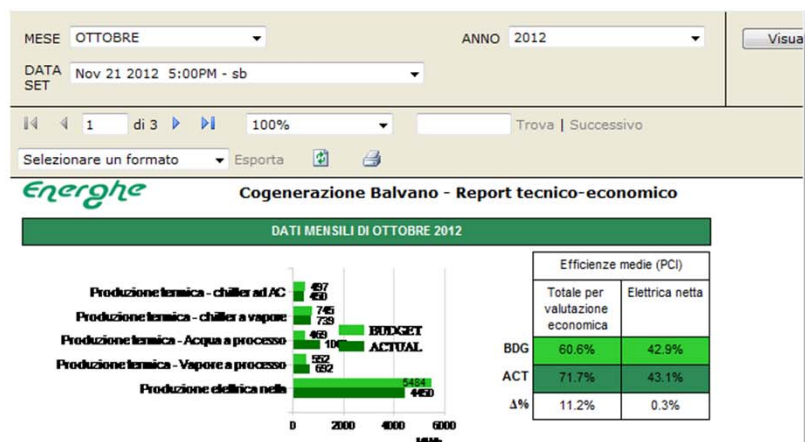 MESE OTTOBRE ANNO 2012 Visua
DATA SET Nov 21 2012 5:00PM - sb
1 di 3 100% Trova | Successivo
Selezionare un formato Esporta
Energhe Cogenerazione Balvano - Report tecnico-economico
DATI MENSILI DI OTTOBRE 2012
Produzione termica - chiller ad AC 497
450
Produzione termica - chiller a vapore 745
739
Produzione termica - Acqua a processo 469
Produzione termica - Vapore a processo 552
692
Produzione elettrica netta 5484
4450
BUDGET
ACTUAL
0 2000 4000 6000
MWh
Efficienze medie (PCI)
Totale per valutazione economica Elettrica netta
BDG 60.6% 42.9%
ACT 71.7% 43.1%
Δ% 11.2% 0.3%